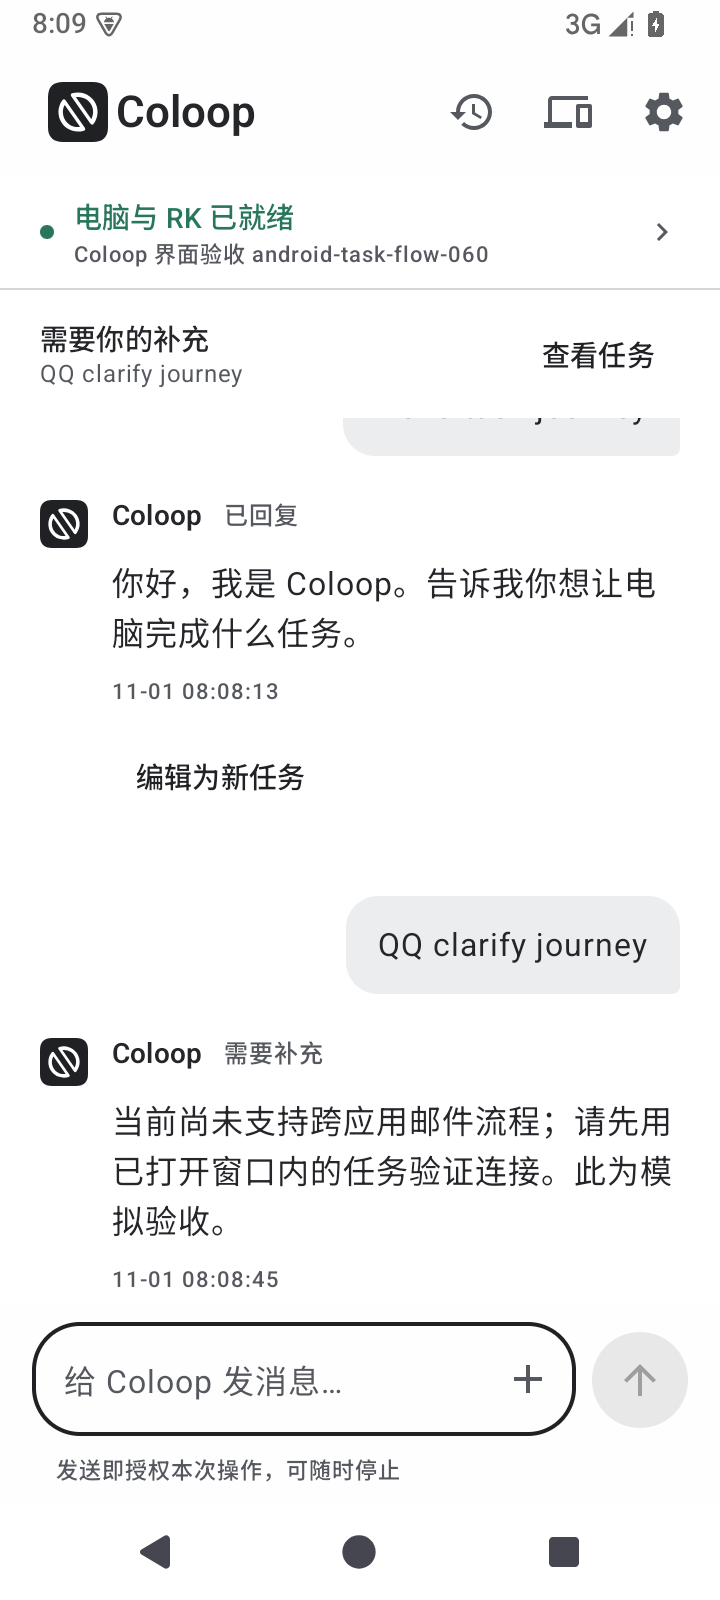 8:09
3G
Coloop
电脑与 RK 已就绪
Coloop 界面验收 android-task-flow-060
需要你的补充
QQ clarify journey
查看任务
Coloop 已回复
你好，我是 Coloop。告诉我你想让电
脑完成什么任务。
11-01 08:08:13
编辑为新任务
QQ clarify journey
Coloop 需要补充
当前尚未支持跨应用邮件流程；请先用
已打开窗口内的任务验证连接。此为模
拟验收。
11-01 08:08:45
给 Coloop 发消息…
发送即授权本次操作，可随时停止